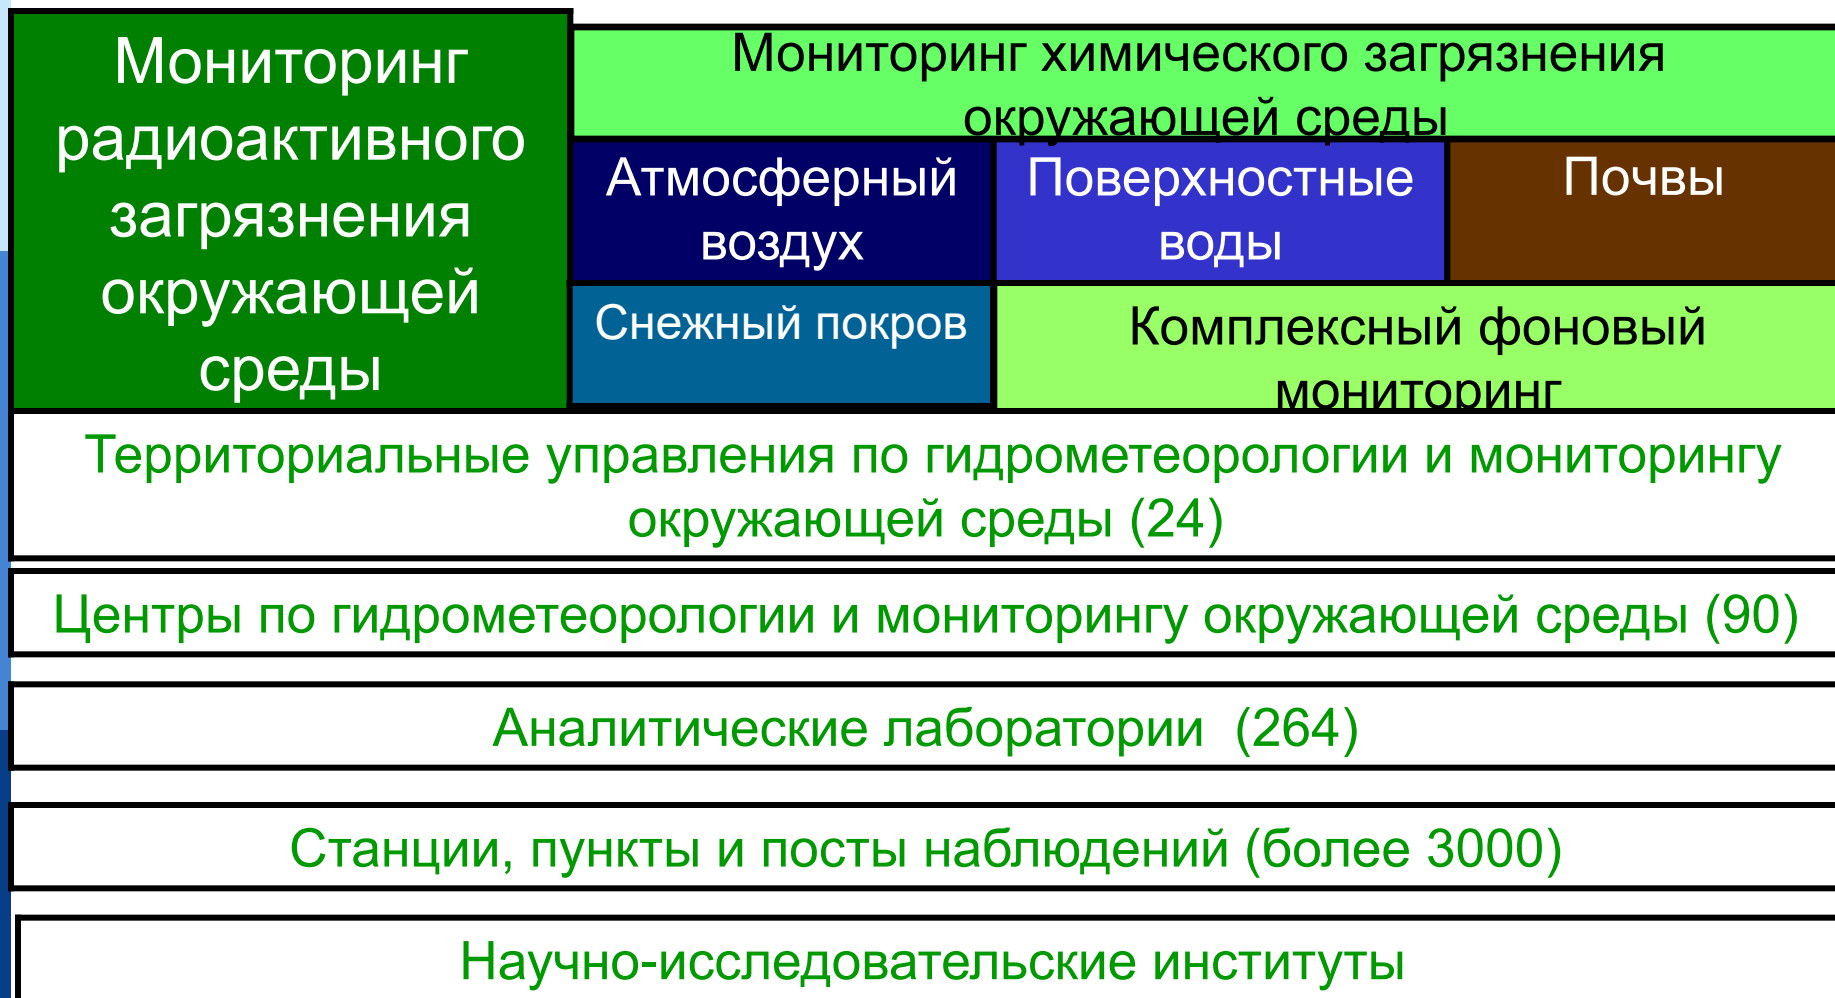 Мониторинг
радиоактивного
загрязнения
окружающей
среды
Мониторинг химического загрязнения
окружающей среды
Атмосферный
воздух
Поверхностные
воды
Почвы
Снежный покров
Комплексный фоновый
мониторинг
Территориальные управления по гидрометеорологии и мониторингу
окружающей среды (24)
Центры по гидрометеорологии и мониторингу окружающей среды (90)
Аналитические лаборатории (264)
Станции, пункты и посты наблюдений (более 3000)
Научно-исследовательские институты